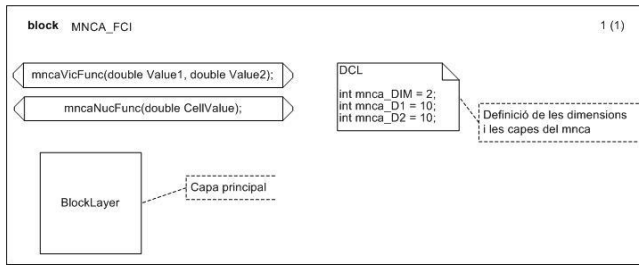 block MNCA_FCI
1 (1)
mncaVicFunc(double Value1, double Value2);
mncaNucFunc(double CellValue);
DCL
int mnca_DIM = 2;
int mnca_D1 = 10;
int mnca_D2 = 10;
Definició de les dimensions
i les capes del mnca
BlockLayer
Capa principal